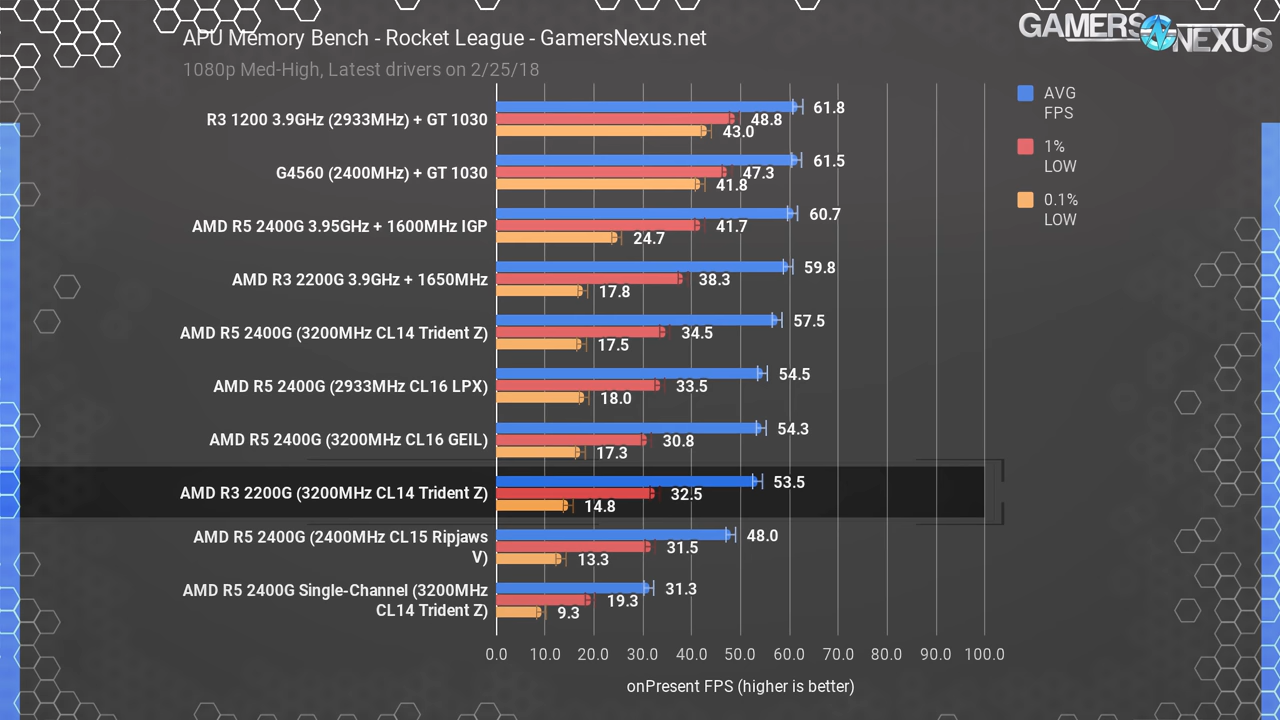 APU Memory Bench - Rocket League - GamersNexus.net
1080p Med-High, Latest drivers on 2/25/18
GAMERS NEXUS
AVG
FPS
1%
LOW
0.1%
LOW
R3 1200 3.9GHz (2933MHz) + GT 1030
61.8
48.8
43.0
G4560 (2400MHz) + GT 1030
61.5
47.3
41.8
AMD R5 2400G 3.95GHz + 1600MHz IGP
60.7
41.7
24.7
AMD R3 2200G 3.9GHz + 1650MHz
59.8
38.3
17.8
AMD R5 2400G (3200MHz CL14 Trident Z)
57.5
34.5
17.5
AMD R5 2400G (2933MHz CL16 LPX)
54.5
33.5
18.0
AMD R5 2400G (3200MHz CL16 GEIL)
54.3
30.8
17.3
AMD R3 2200G (3200MHz CL14 Trident Z)
53.5
32.5
14.8
AMD R5 2400G (2400MHz CL15 Ripjaws
V)
48.0
31.5
13.3
AMD R5 2400G Single-Channel (3200MHz
CL14 Trident Z)
31.3
19.3
9.3
0.0 10.0 20.0 30.0 40.0 50.0 60.0 70.0 80.0 90.0 100.0
onPresent FPS (higher is better)